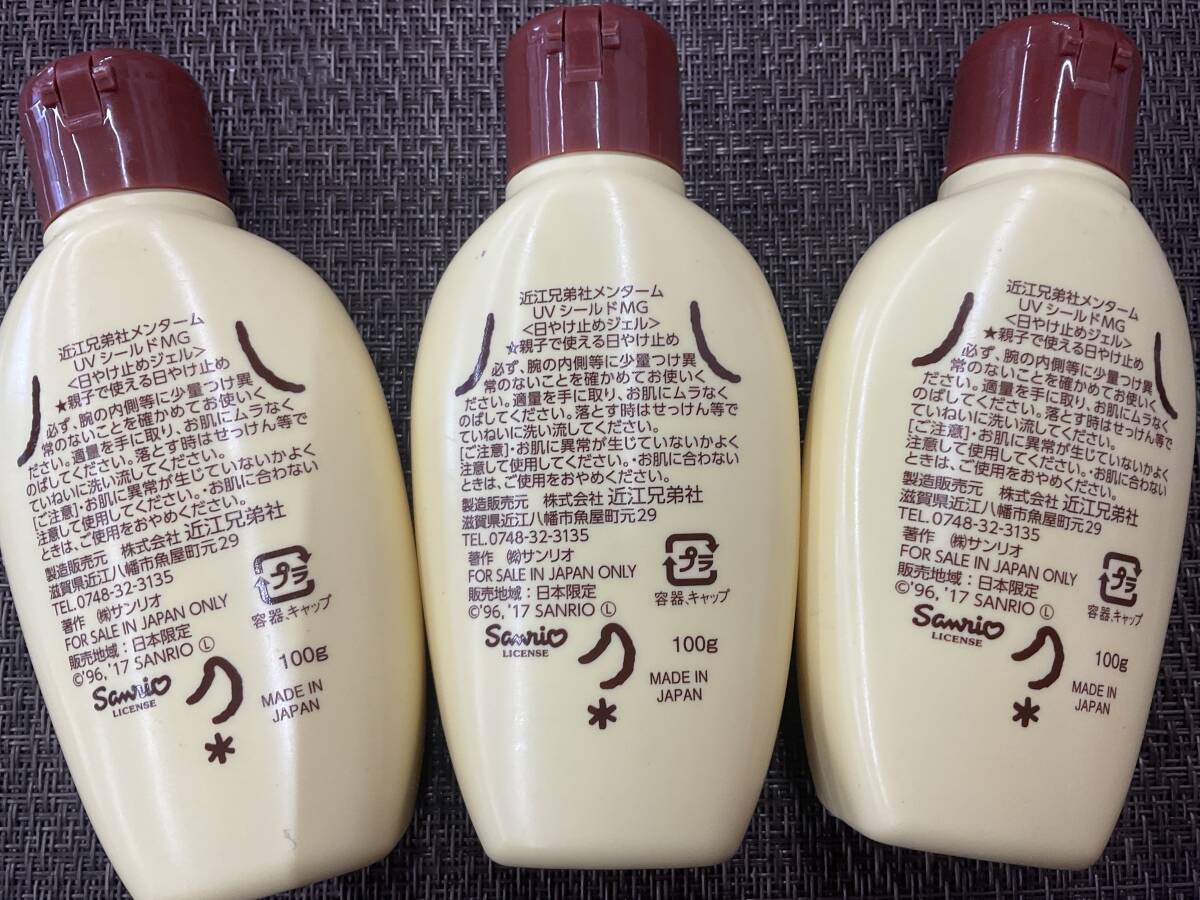 近江兄弟社メンターム
UVシールドMG
<日やけ止めジェル>
★親子で使える日やけ止め
必ず、腕の内側等に少量つけ異
常のないことを確かめてお使いく
ださい。適量を手に取り、お肌にムラなく
のばしてください。落とす時はせっけん等で
ていねいに洗い流してください。
[ご注意]・お肌に異常が生じていないかよく
注意して使用してください。・お肌に合わない
ときは、ご使用をおやめください。
製造販売元 株式会社 近江兄弟社
滋賀県近江八幡市魚屋町元29
TEL.0748-32-3135
著作 ㈱サンリオ
FOR SALE IN JAPAN ONLY
販売地域：日本限定
©'96, '17 SANRIO Ⓛ
Sanrio
LICENSE
プラ
容器、キャップ
100g
MADE IN
JAPAN
近江兄弟社メンターム
UVシールドMG
<日やけ止めジェル>
☆親子で使える日やけ止め
必ず、腕の内側等に少量つけ異
常のないことを確かめてお使いく
ださい。適量を手に取り、お肌にムラなく
のばしてください。落とす時はせっけん等で
ていねいに洗い流してください。
[ご注意]・お肌に異常が生じていないかよく
注意して使用してください。・お肌に合わない
ときは、ご使用をおやめください。
製造販売元 株式会社 近江兄弟社
滋賀県近江八幡市魚屋町元29
TEL.0748-32-3135
著作 ㈱サンリオ
FOR SALE IN JAPAN ONLY
販売地域：日本限定
©'96, '17 SANRIO Ⓛ
Sanrio
LICENSE
プラ
容器、キャップ
100g
MADE IN
JAPAN
近江兄弟社メンターム
UVシールドMG
<日やけ止めジェル>
★親子で使える日やけ止め
必ず、腕の内側等に少量つけ異
常のないことを確かめてお使いく
ださい。適量を手に取り、お肌にムラなく
のばしてください。落とす時はせっけん等で
ていねいに洗い流してください。
[ご注意]・お肌に異常が生じていないかよく
注意して使用してください。・お肌に合わない
ときは、ご使用をおやめください。
製造販売元 株式会社 近江兄弟社
滋賀県近江八幡市魚屋町元29
TEL.0748-32-3135
著作 ㈱サンリオ
FOR SALE IN JAPAN ONLY
販売地域：日本限定
©'96, '17 SANRIO Ⓛ
Sanrio
LICENSE
プラ
容器、キャップ
100g
MADE IN
JAPAN